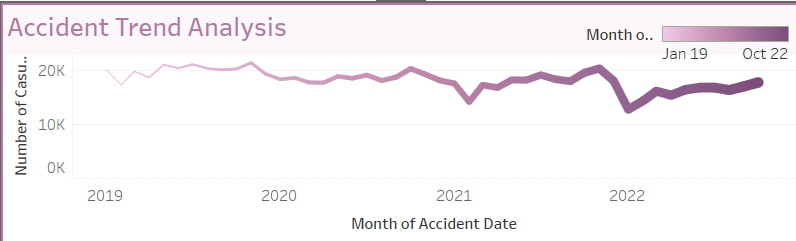 Accident Trend Analysis
Month o..
Jan 19 Oct 22
Number of Casu..
20K
10K
0K
2019 2020 2021 2022
Month of Accident Date